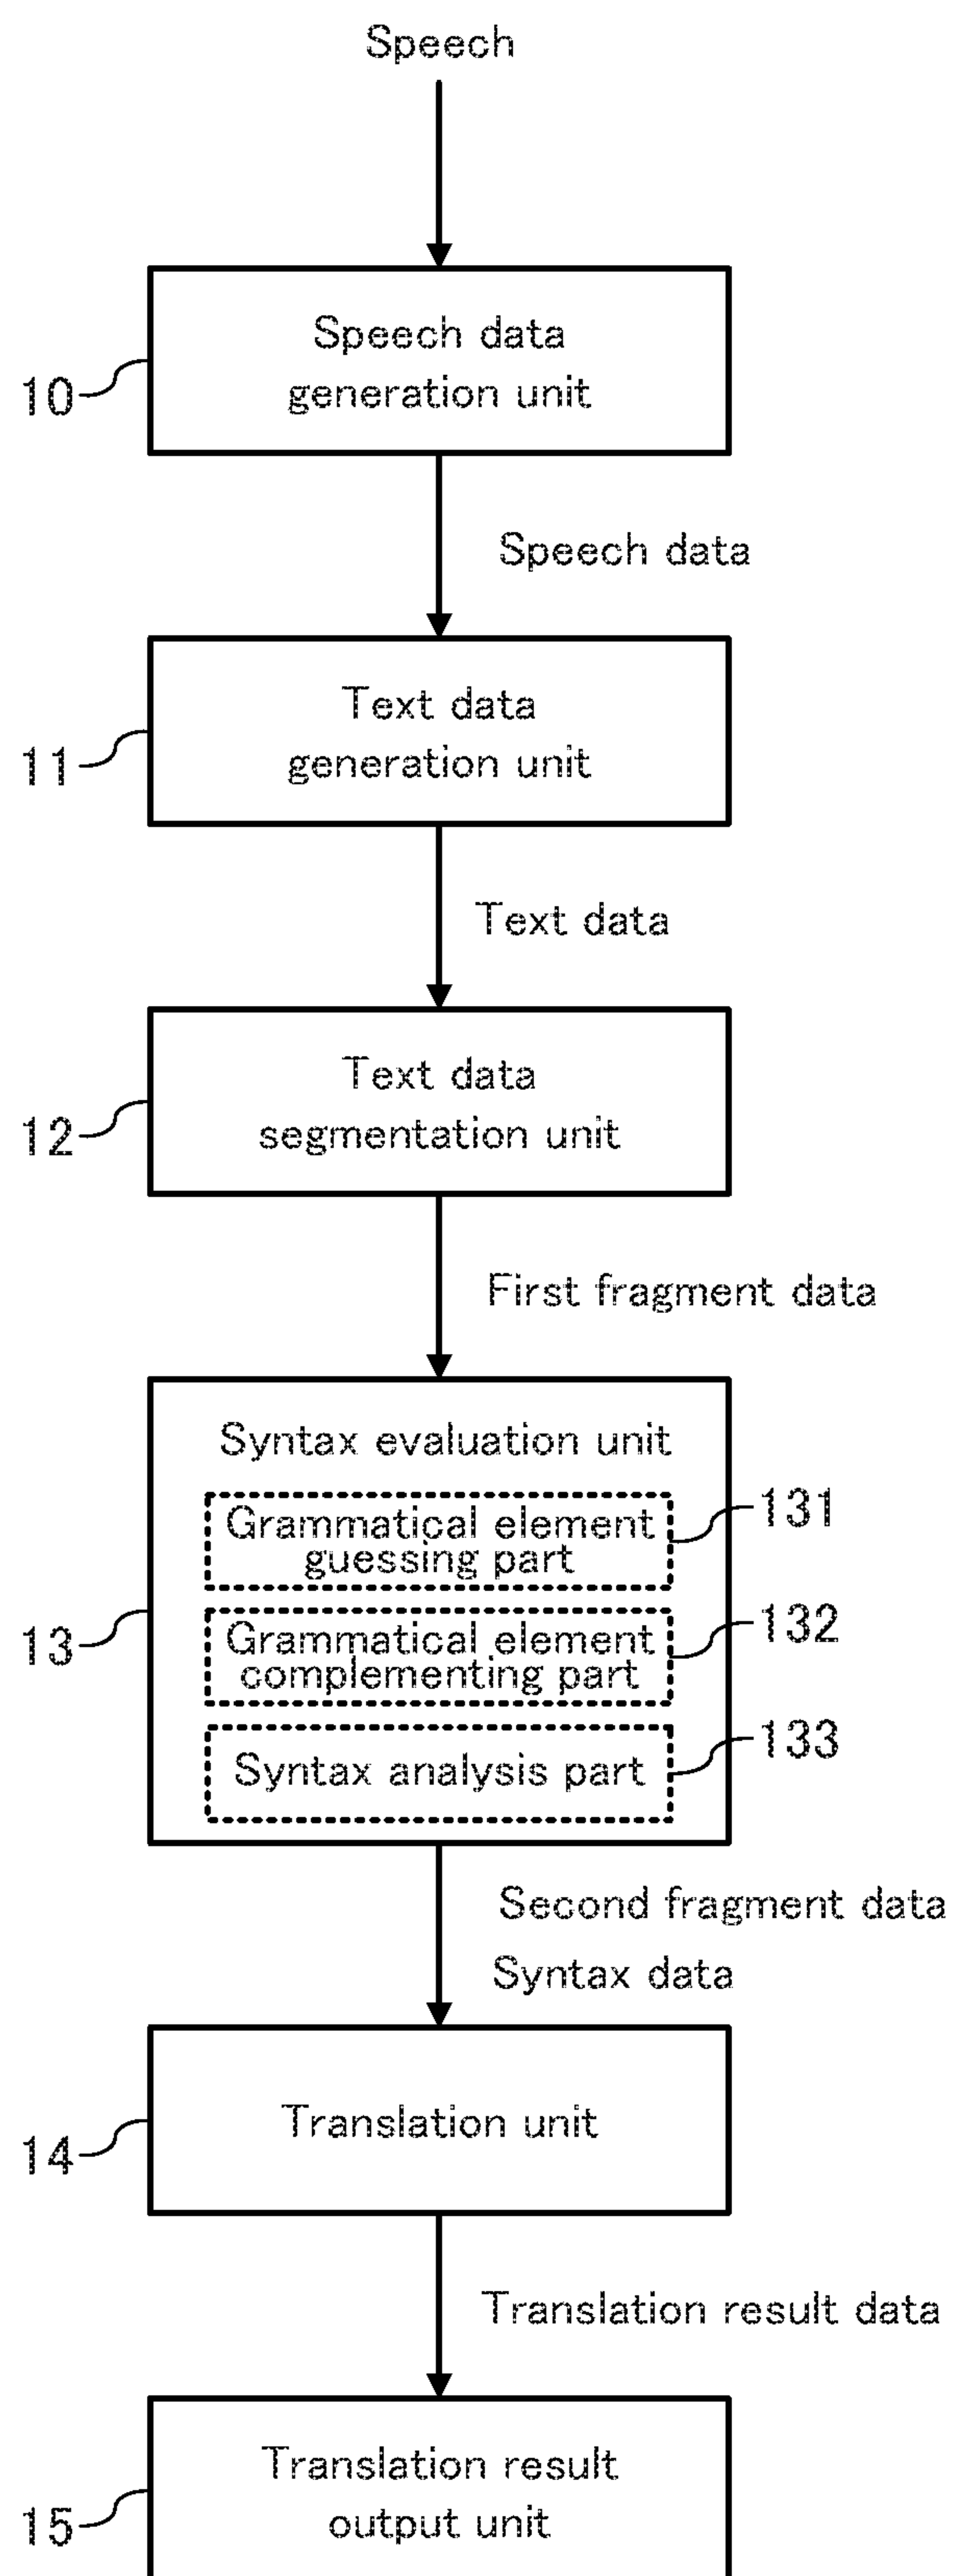 Speech
Speech data
generation unit
10
Speech data
Text data
generation unit
11
Text data
Text data
segmentation unit
12
First fragment data
Syntax evaluation unit
Grammatical element
guessing part
131
Grammatical element
complementing part
132
13
Syntax analysis part
133
Second fragment data
Syntax data
Translation unit
14
Translation result data
Translation result
output unit
15